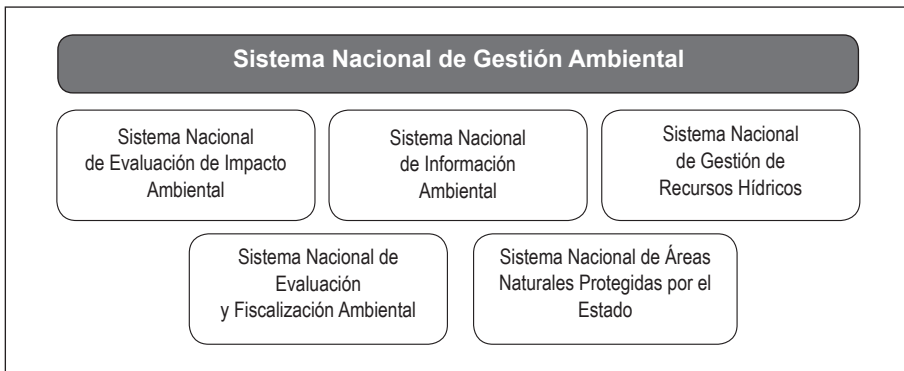 Sistema Nacional de Gestión Ambiental
Sistema Nacional
de Evaluación de Impacto
Ambiental
Sistema Nacional
de Información
Ambiental
Sistema Nacional
de Gestión de
Recursos Hídricos
Sistema Nacional de
Evaluación
y Fiscalización Ambiental
Sistema Nacional de Áreas
Naturales Protegidas por el
Estado